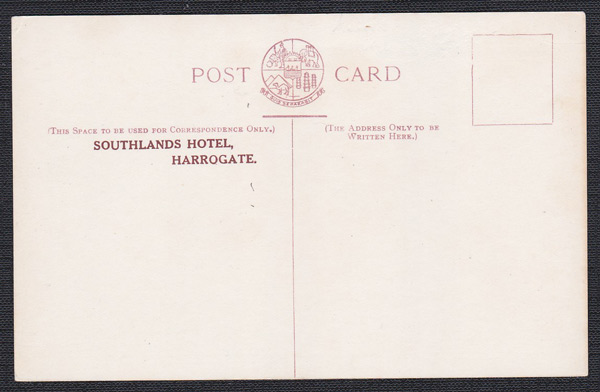 POST CARD
(THIS SPACE TO BE USED FOR CORRESPONDENCE ONLY.)
SOUTHLANDS HOTEL,
HARROGATE.
(THE ADDRESS ONLY TO BE
WRITTEN HERE.)